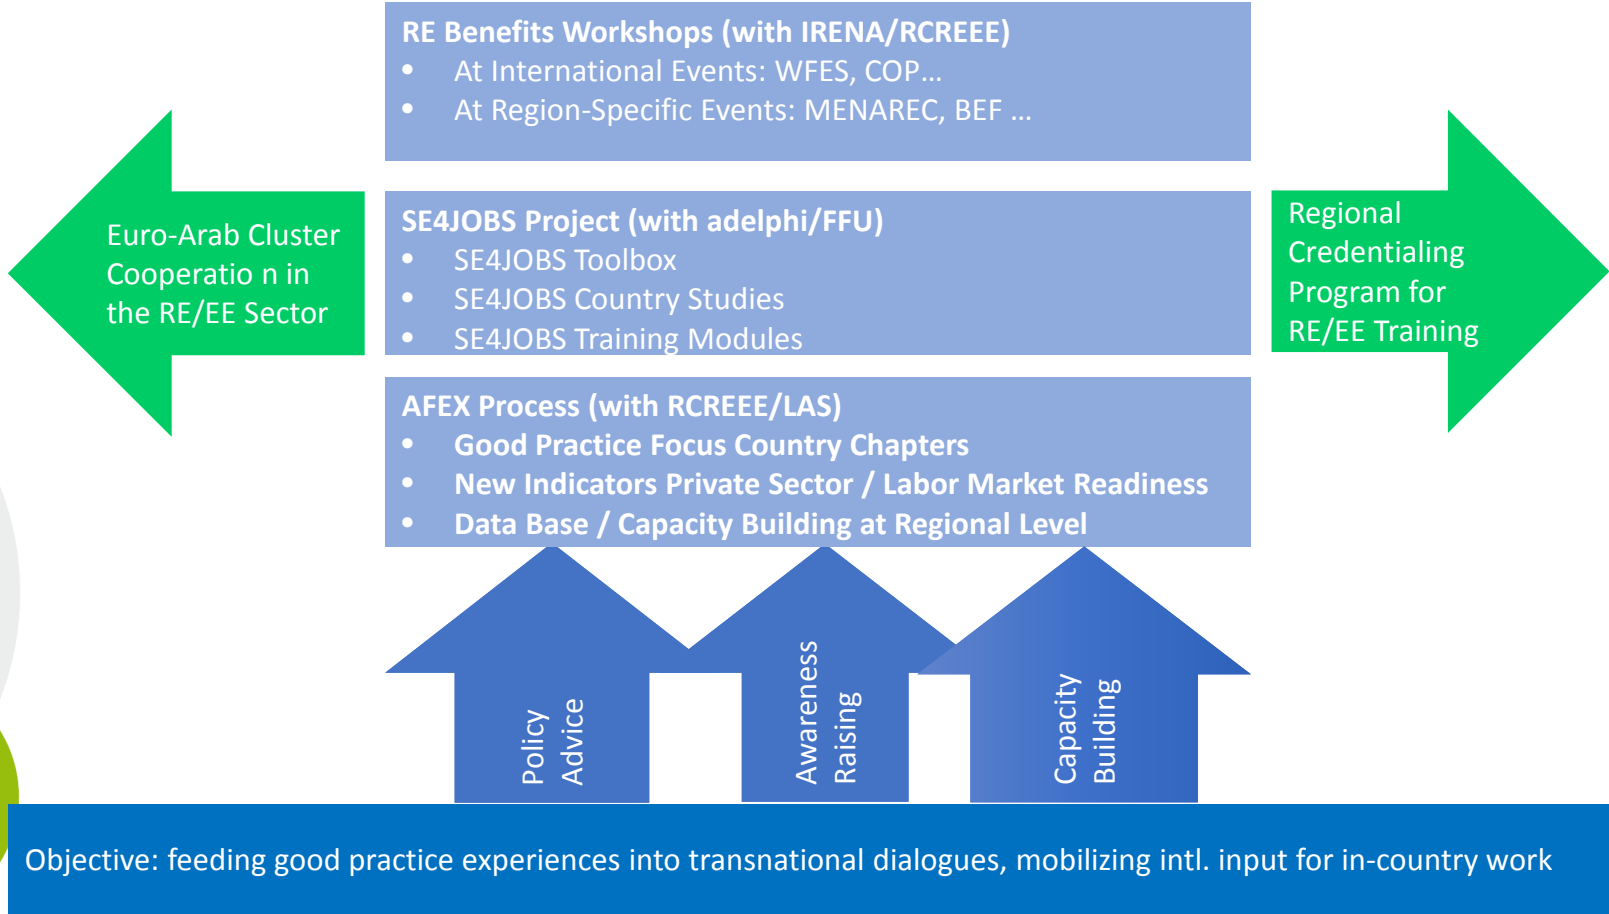 RE Benefits Workshops (with IRENA/RCREEE)
• At International Events: WFES, COP…
• At Region-Specific Events: MENAREC, BEF …
Euro-Arab Cluster
Cooperatio n in
the RE/EE Sector
SE4JOBS Project (with adelphi/FFU)
• SE4JOBS Toolbox
• SE4JOBS Country Studies
• SE4JOBS Training Modules
Regional
Credentialing
Program for
RE/EE Training
AFEX Process (with RCREEE/LAS)
• Good Practice Focus Country Chapters
• New Indicators Private Sector / Labor Market Readiness
• Data Base / Capacity Building at Regional Level
Policy
Advice
Awareness
Raising
Capacity
Building
Objective: feeding good practice experiences into transnational dialogues, mobilizing intl. input for in-country work